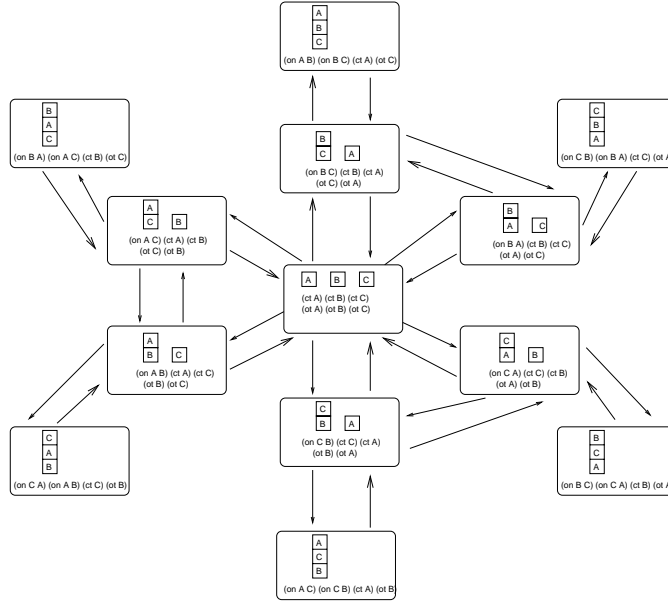 A
B
C
(on A B) (on B C) (ct A) (ot C)
B
A
C
(on B A) (on A C) (ct B) (ot C)
C
B
A
(on C B) (on B A) (ct C) (ot A
B
C A
(on B C) (ct B) (ct A)
(ot C) (ot A)
A
C B
(on A C) (ct A) (ct B)
(ot C) (ot B)
B
A C
(on B A) (ct B) (ct C)
(ot A) (ot C)
A B C
(ct A) (ct B) (ct C)
(ot A) (ot B) (ot C)
A
B C
(on A B) (ct A) (ct C)
(ot B) (ot C)
C
A B
(on C A) (ct C) (ct B)
(ot A) (ot B)
C
B A
(on C B) (ct C) (ct A)
(ot B) (ot A)
C
A
B
(on C A) (on A B) (ct C) (ot B)
B
C
A
(on B C) (on C A) (ct B) (ot A
A
C
B
(on A C) (on C B) (ct A) (ot B)